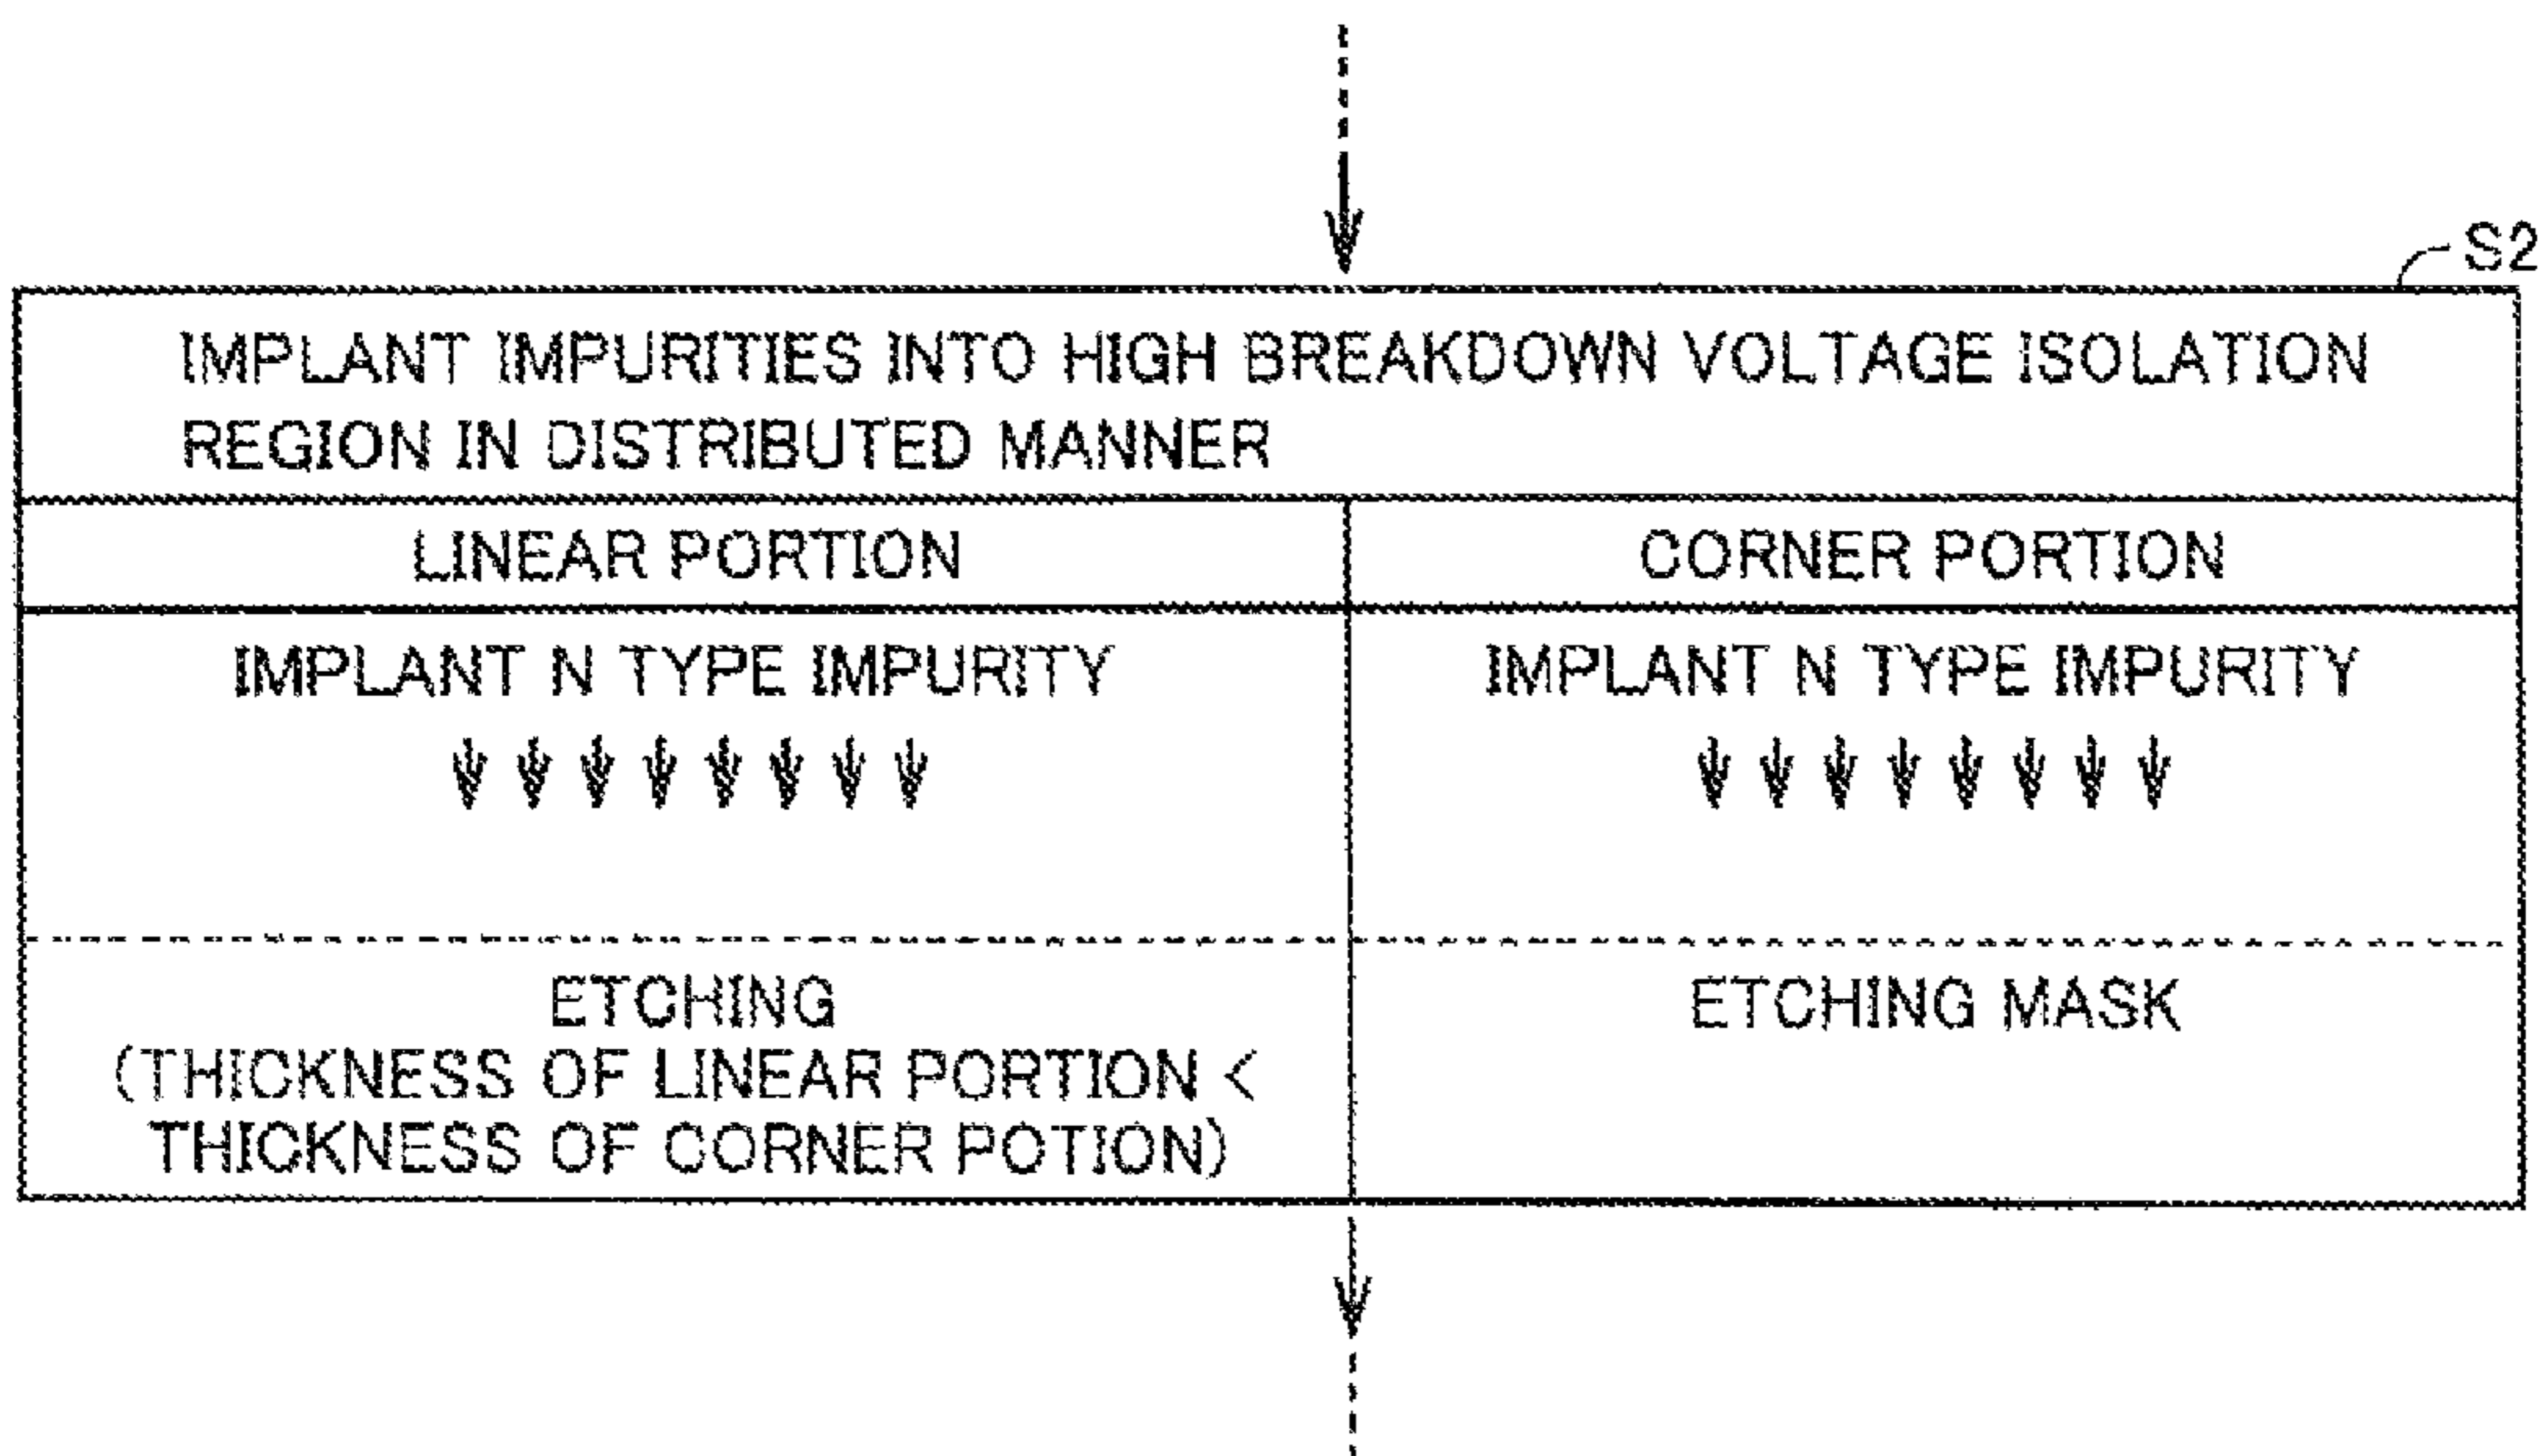 S2
IMPLANT IMPURITIES INTO HIGH BREAKDOWN VOLTAGE ISOLATION
REGION IN DISTRIBUTED MANNER
LINEAR PORTION
CORNER PORTION
IMPLANT N TYPE IMPURITY
IMPLANT N TYPE IMPURITY
ETCHING
(THICKNESS OF LINEAR PORTION <
THICKNESS OF CORNER POTION)
ETCHING MASK